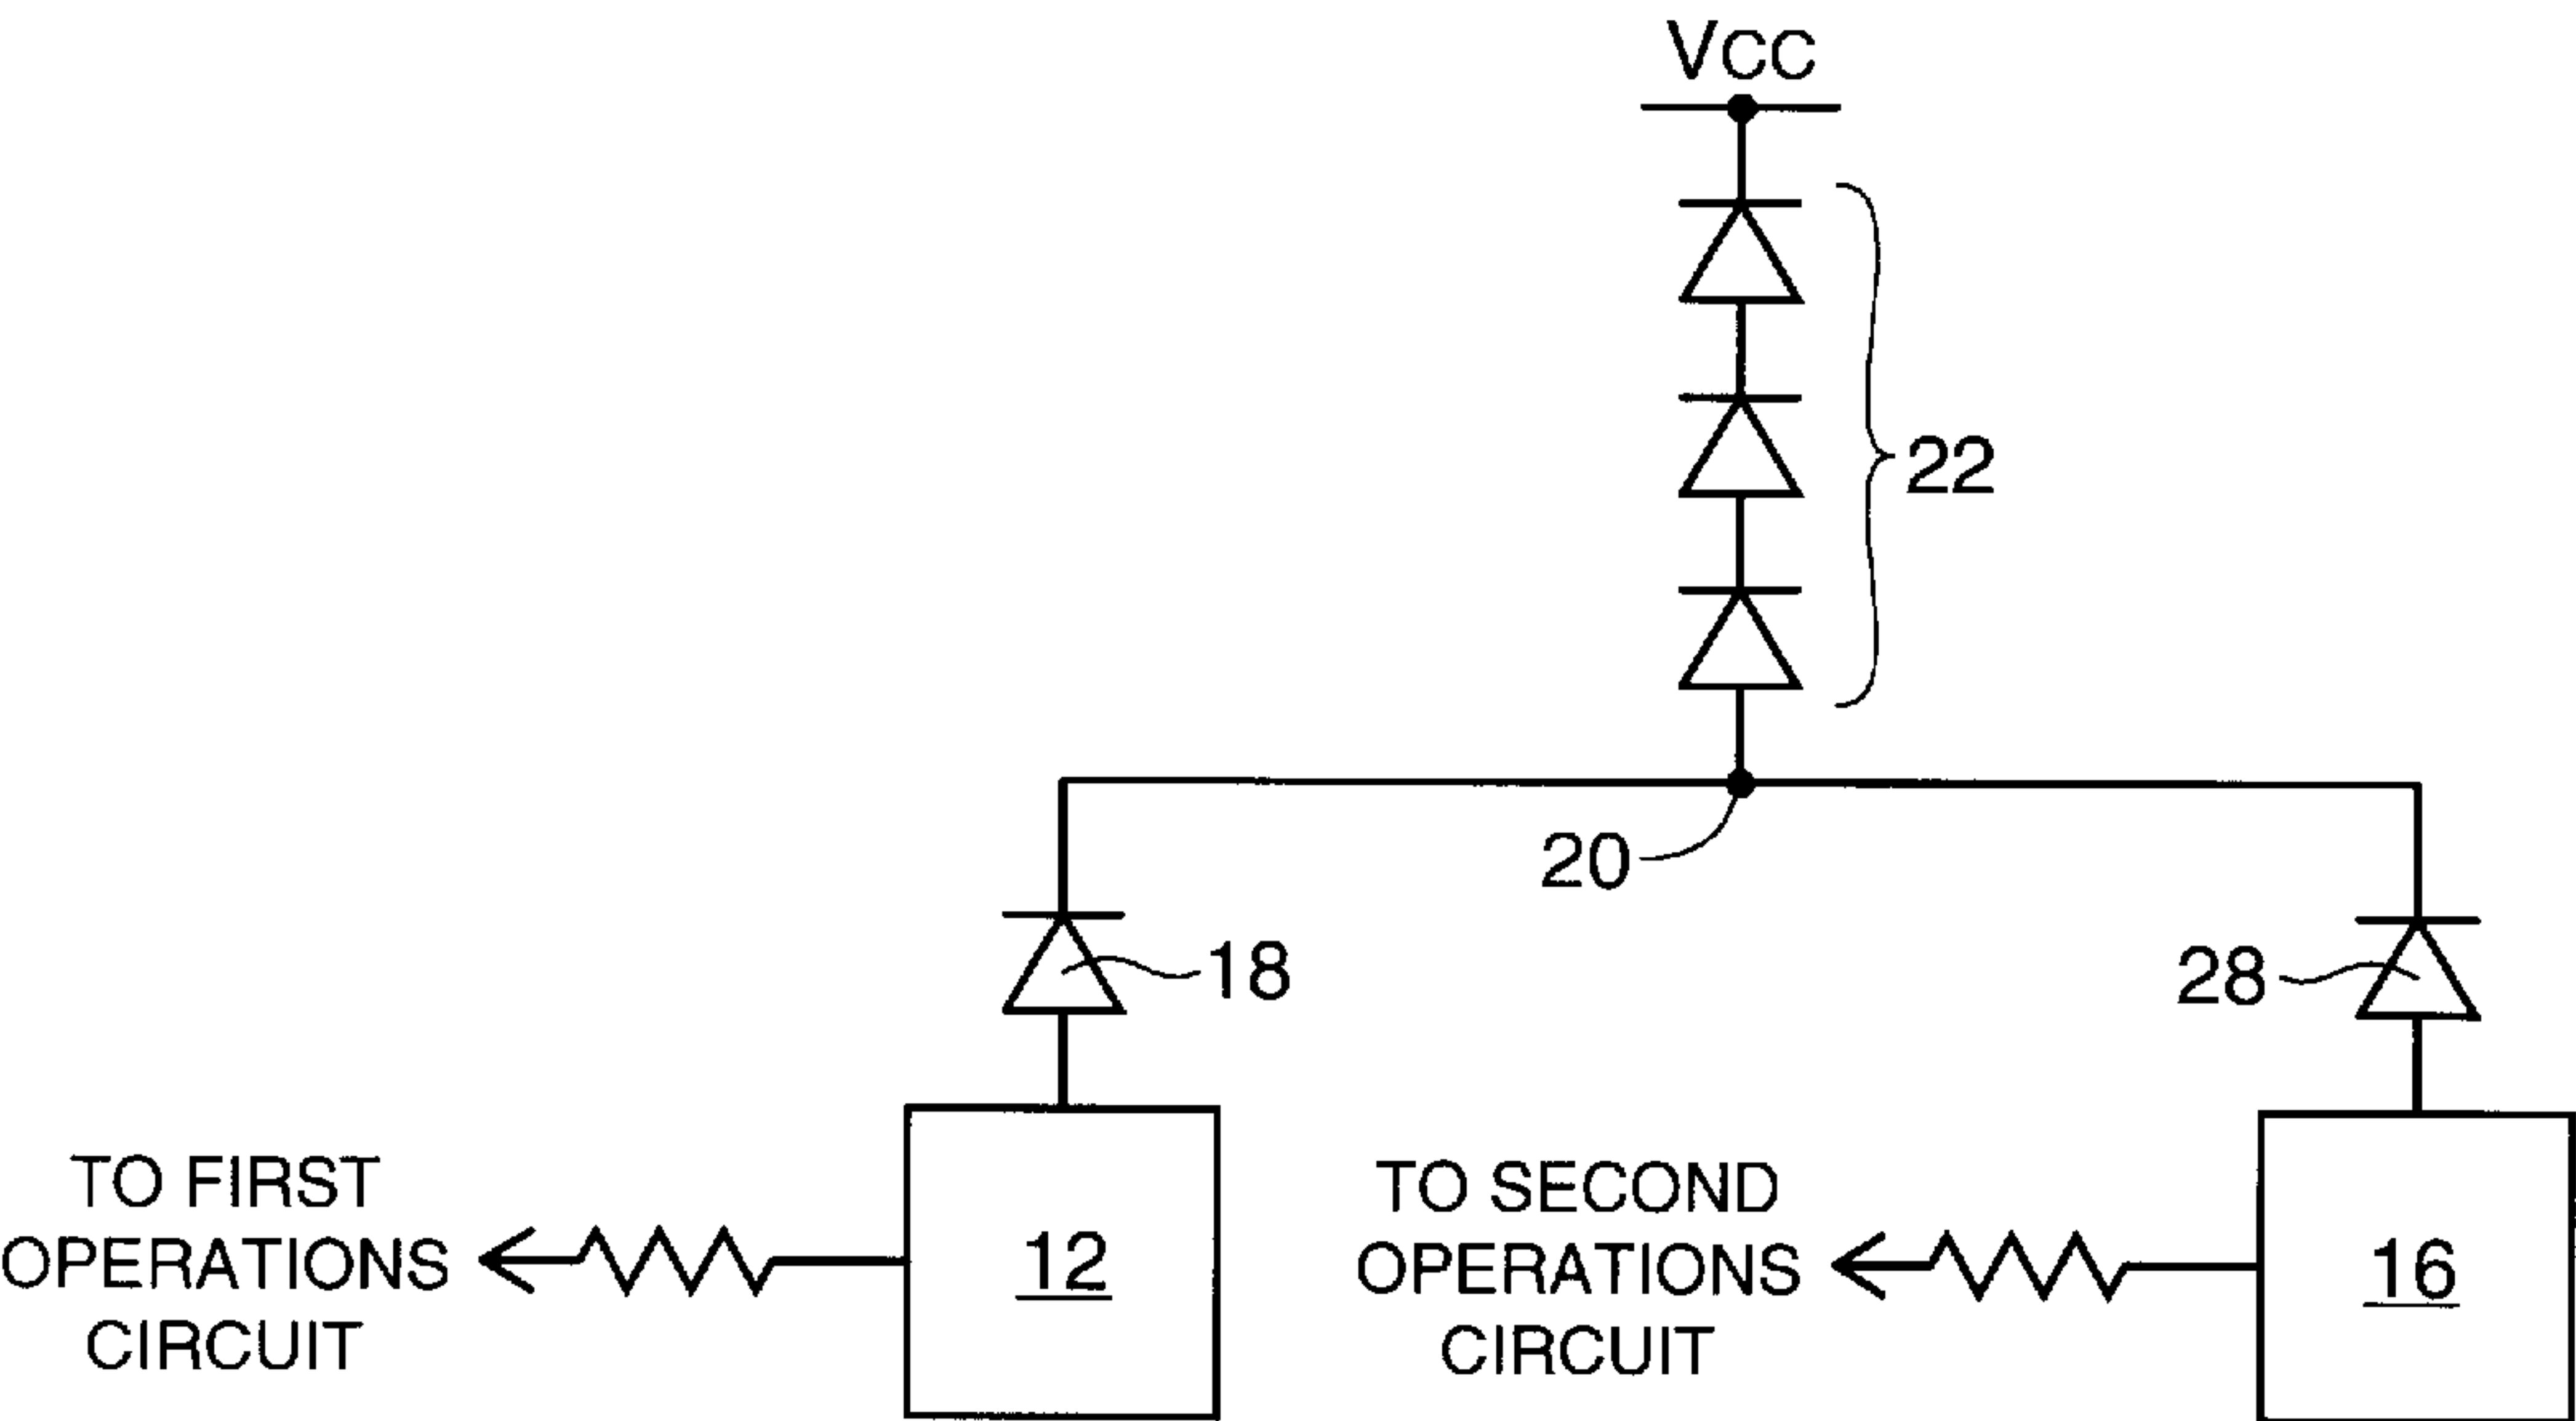 VCC
22
20
18
28
TO FIRST
OPERATIONS
CIRCUIT
12
TO SECOND
OPERATIONS
CIRCUIT
16